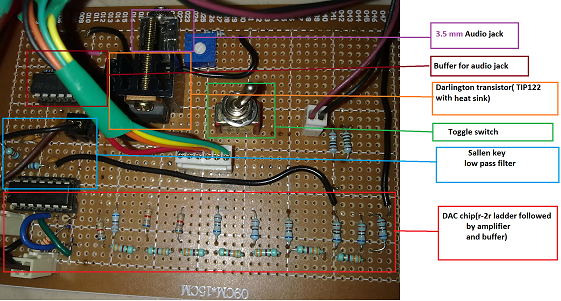 3.5 mm Audio jack
Buffer for audio jack
Darlington transistor( TIP122
with heat sink)
Toggle switch
Sallen key
low pass filter
DAC chip(r-2r ladder followed
by amplifier
and buffer)
09CM*15CM